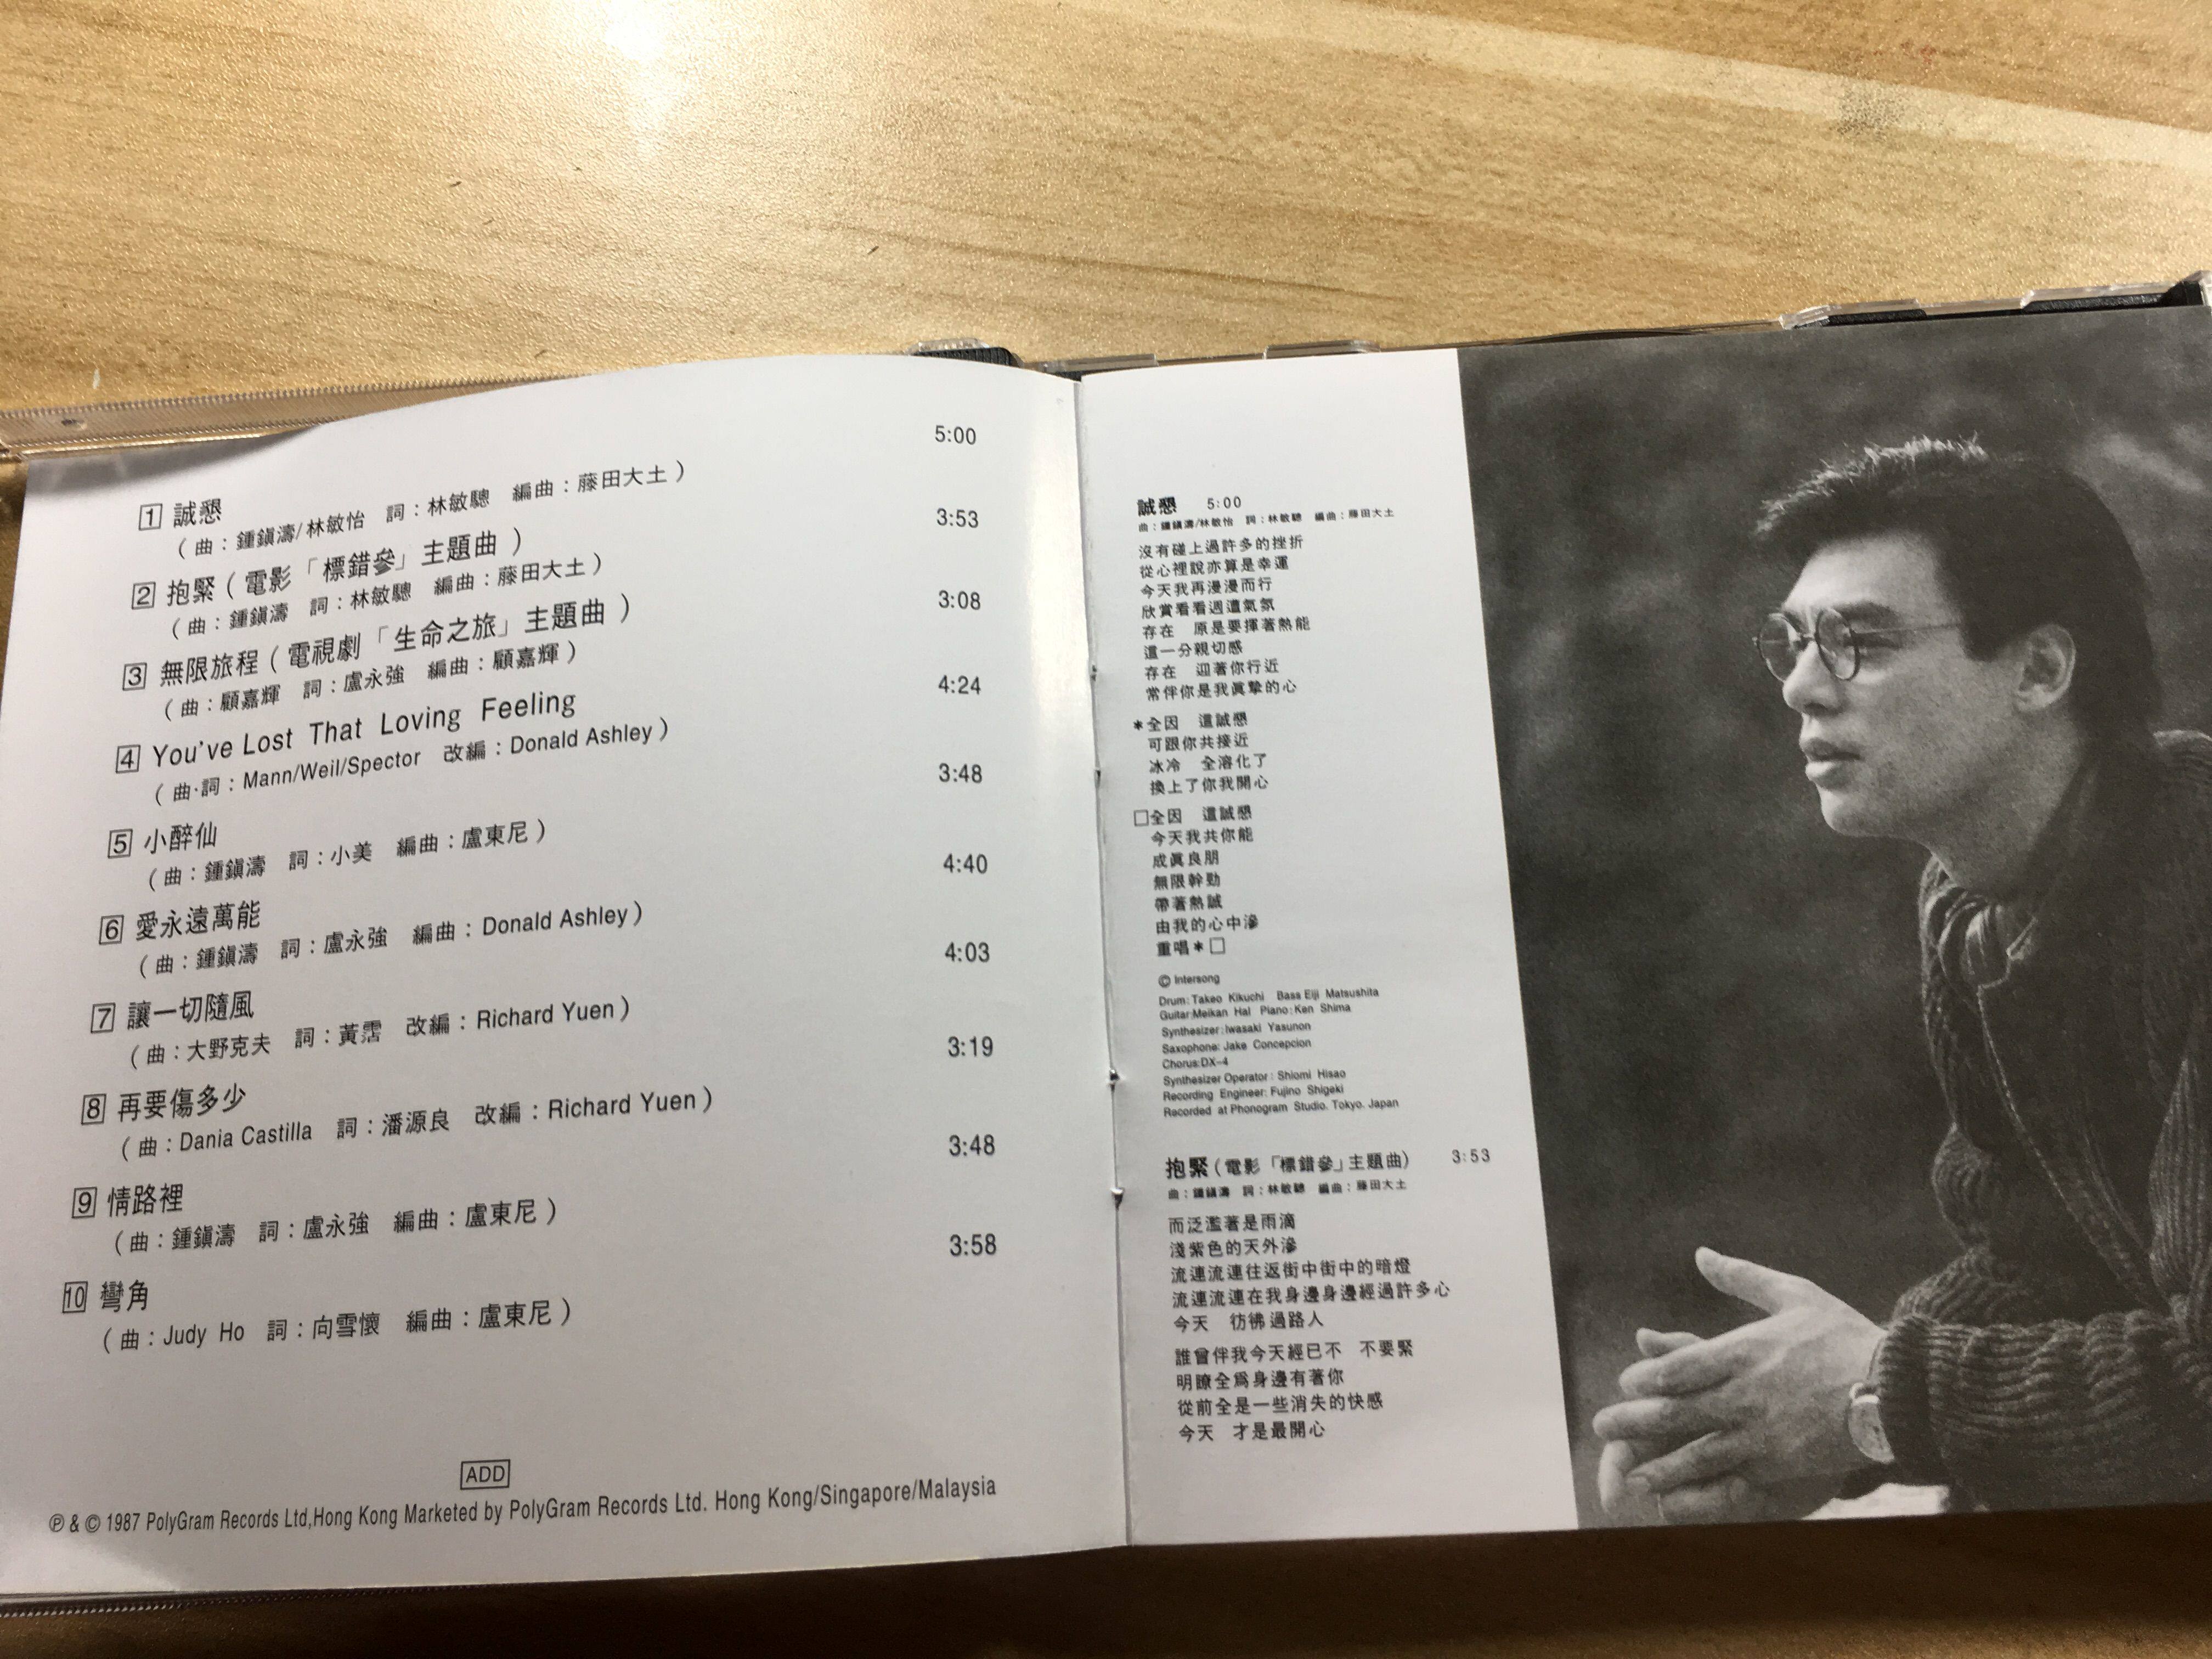 5:00
1 誠懇
(曲：鍾鎭濤/林敏怡 詞：林敏驄 編曲：藤田大土)
3:53
2 抱緊(電影「標錯參」主題曲)
(曲：鍾鎭濤 詞：林敏驄 編曲：藤田大土)
3:08
3 無限旅程(電視劇「生命之旅」主題曲)
(曲：顧嘉輝 詞：盧永強 編曲：顧嘉輝)
4:24
4 You've Lost That Loving Feeling
(曲·詞：Mann/Weil/Spector 改編：Donald Ashley)
3:48
5 小醉仙
(曲：鍾鎭濤 詞：小美 編曲：盧東尼)
4:40
6 愛永遠萬能
(曲：鍾鎭濤 詞：盧永強 編曲：Donald Ashley)
4:03
7 讓一切隨風
(曲：大野克夫 詞：黃霑 改編：Richard Yuen)
3:19
8 再要傷多少
(曲：Dania Castilla 詞：潘源良 改編：Richard Yuen)
3:48
9 情路裡
(曲：鍾鎭濤 詞：盧永強 編曲：盧東尼)
3:58
10 彎角
(曲：Judy Ho 詞：向雪懷 編曲：盧東尼)
ADD
℗ & © 1987 PolyGram Records Ltd,Hong Kong Marketed by PolyGram Records Ltd. Hong Kong/Singapore/Malaysia
誠懇 5:00
曲：鍾鎭濤/林敏怡 詞：林敏驄 編曲：藤田大土
沒有碰上過許多的挫折
從心裡說亦算是幸運
今天我再漫漫而行
欣賞看看週遭氣氛
存在 原是要揮著熱能
這一分親切感
存在 迎著你行近
常伴你是我眞摯的心
*全因 這誠懇
可跟你共接近
冰冷 全溶化了
換上了你我開心
□全因 這誠懇
今天我共你能
成眞良朋
無限幹勁
帶著熱誠
由我的心中滲
重唱*□
© Intersong
Drum:Takeo Kikuchi Bass Eiji Matsushita
Guitar:Meikan Hal Piano:Ken Shima
Synthesizer:Iwasaki Yasunon
Saxophone: Jake Concepcion
Chorus:DX-4
Synthesizer Operator: Shiomi Hisao
Recording Engineer: Fujino Shigeki
Recorded at Phonogram Studio. Tokyo. Japan
抱緊(電影「標錯參」主題曲) 3:53
曲：鍾鎭濤 詞：林敏驄 編曲：藤田大土
而泛濫著是雨滴
淺紫色的天外滲
流連流連往返街中街中的暗燈
流連流連在我身邊身邊經過許多心
今天 彷彿過路人
誰曾伴我今天經已不 不要緊
明瞭全爲身邊有著你
從前全是一些消失的快感
今天 才是最開心